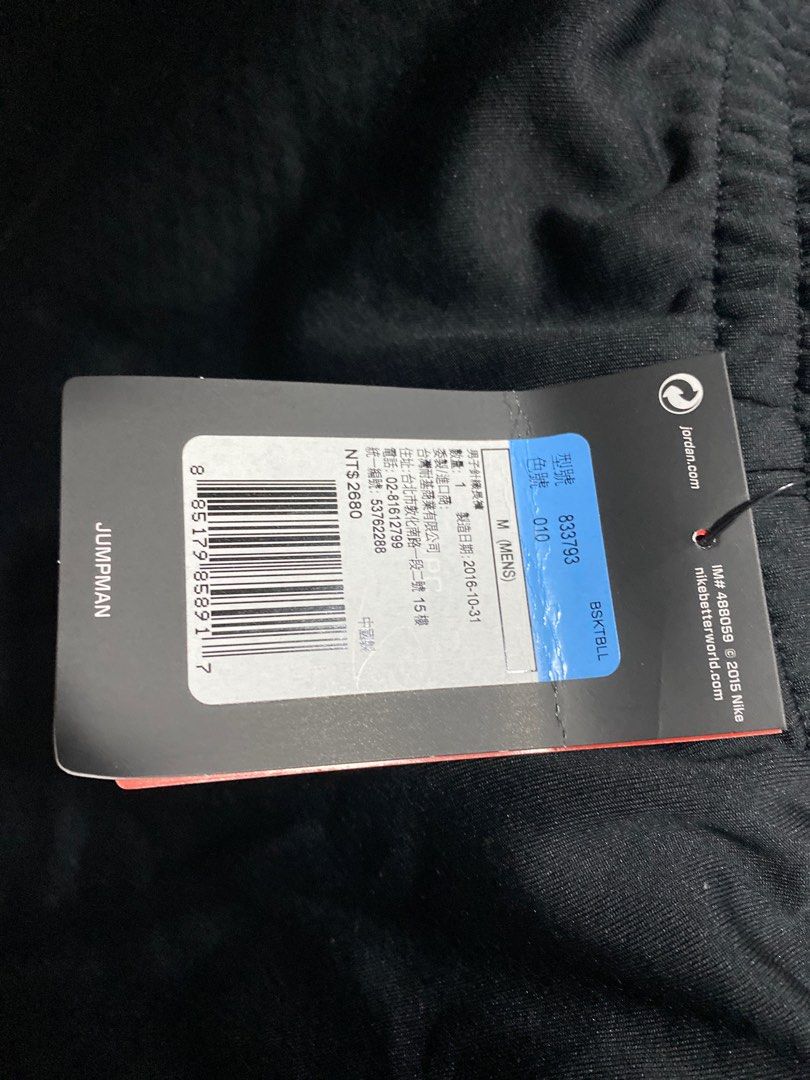 jordan.com
IM# 488059 © 2015 Nike
nikebetterworld.com
BSKTBLL
型號 833793
色號 010
M (MENS)
男子針織長褲
數量: 1 製造日期: 2016-10-31
委製/進口商:
台灣耐基商業有限公司
住址: 台北市敦化南路一段二號 15樓
電話: 02-81612799
統一編號: 53762288 中國製
NT$ 2680
8 85179 85891 7
JUMPMAN